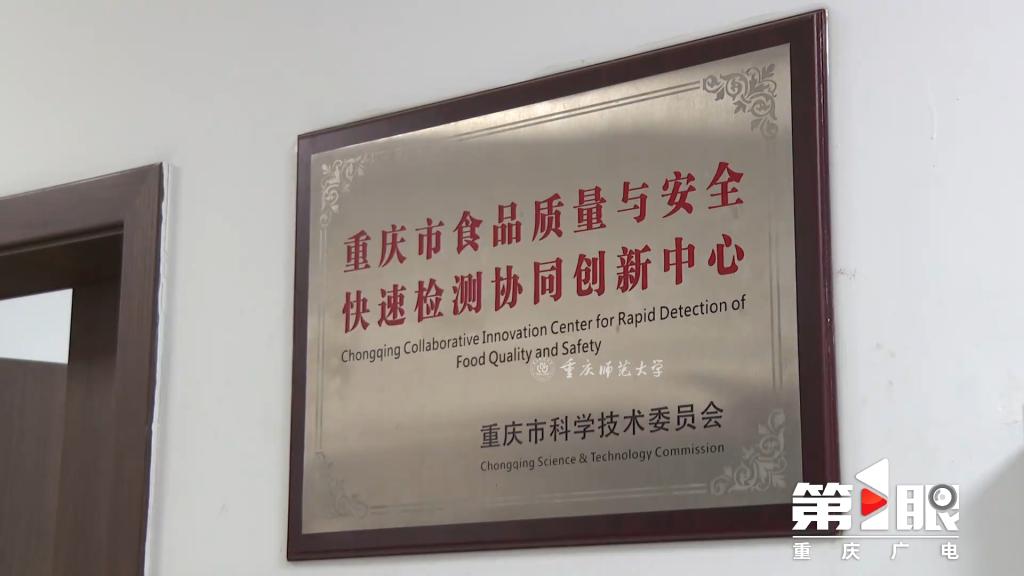 重庆市食品质量与安全
快速检测协同创新中心
Chongqing Collaborative Innovation Center for Rapid Detection of
Food Quality and Safety
重庆师范大学
重庆市科学技术委员会
Chongqing Science & Technology Commission
第1眼
重庆广电